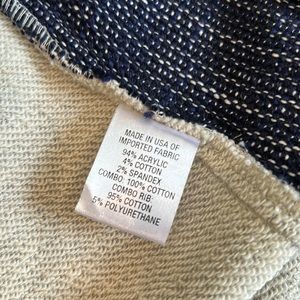 MADE IN USA OF
IMPORTED FABRIC
94% ACRYLIC
4% COTTON
2% SPANDEX
COMBO: 100% COTTON
COMBO RIB:
95% COTTON
5% POLYURETHANE